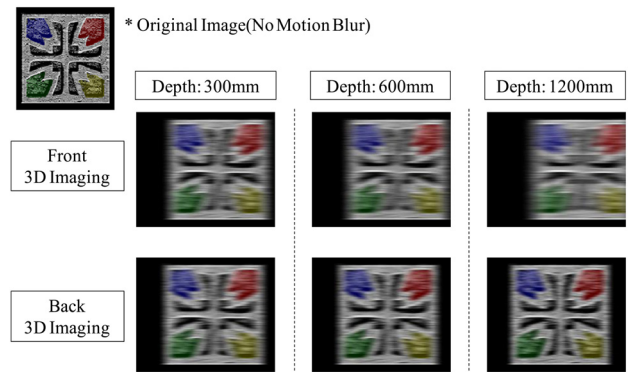 * Original Image(No Motion Blur)
Depth: 300mm
Depth: 600mm
Depth: 1200mm
Front
3D Imaging
Back
3D Imaging